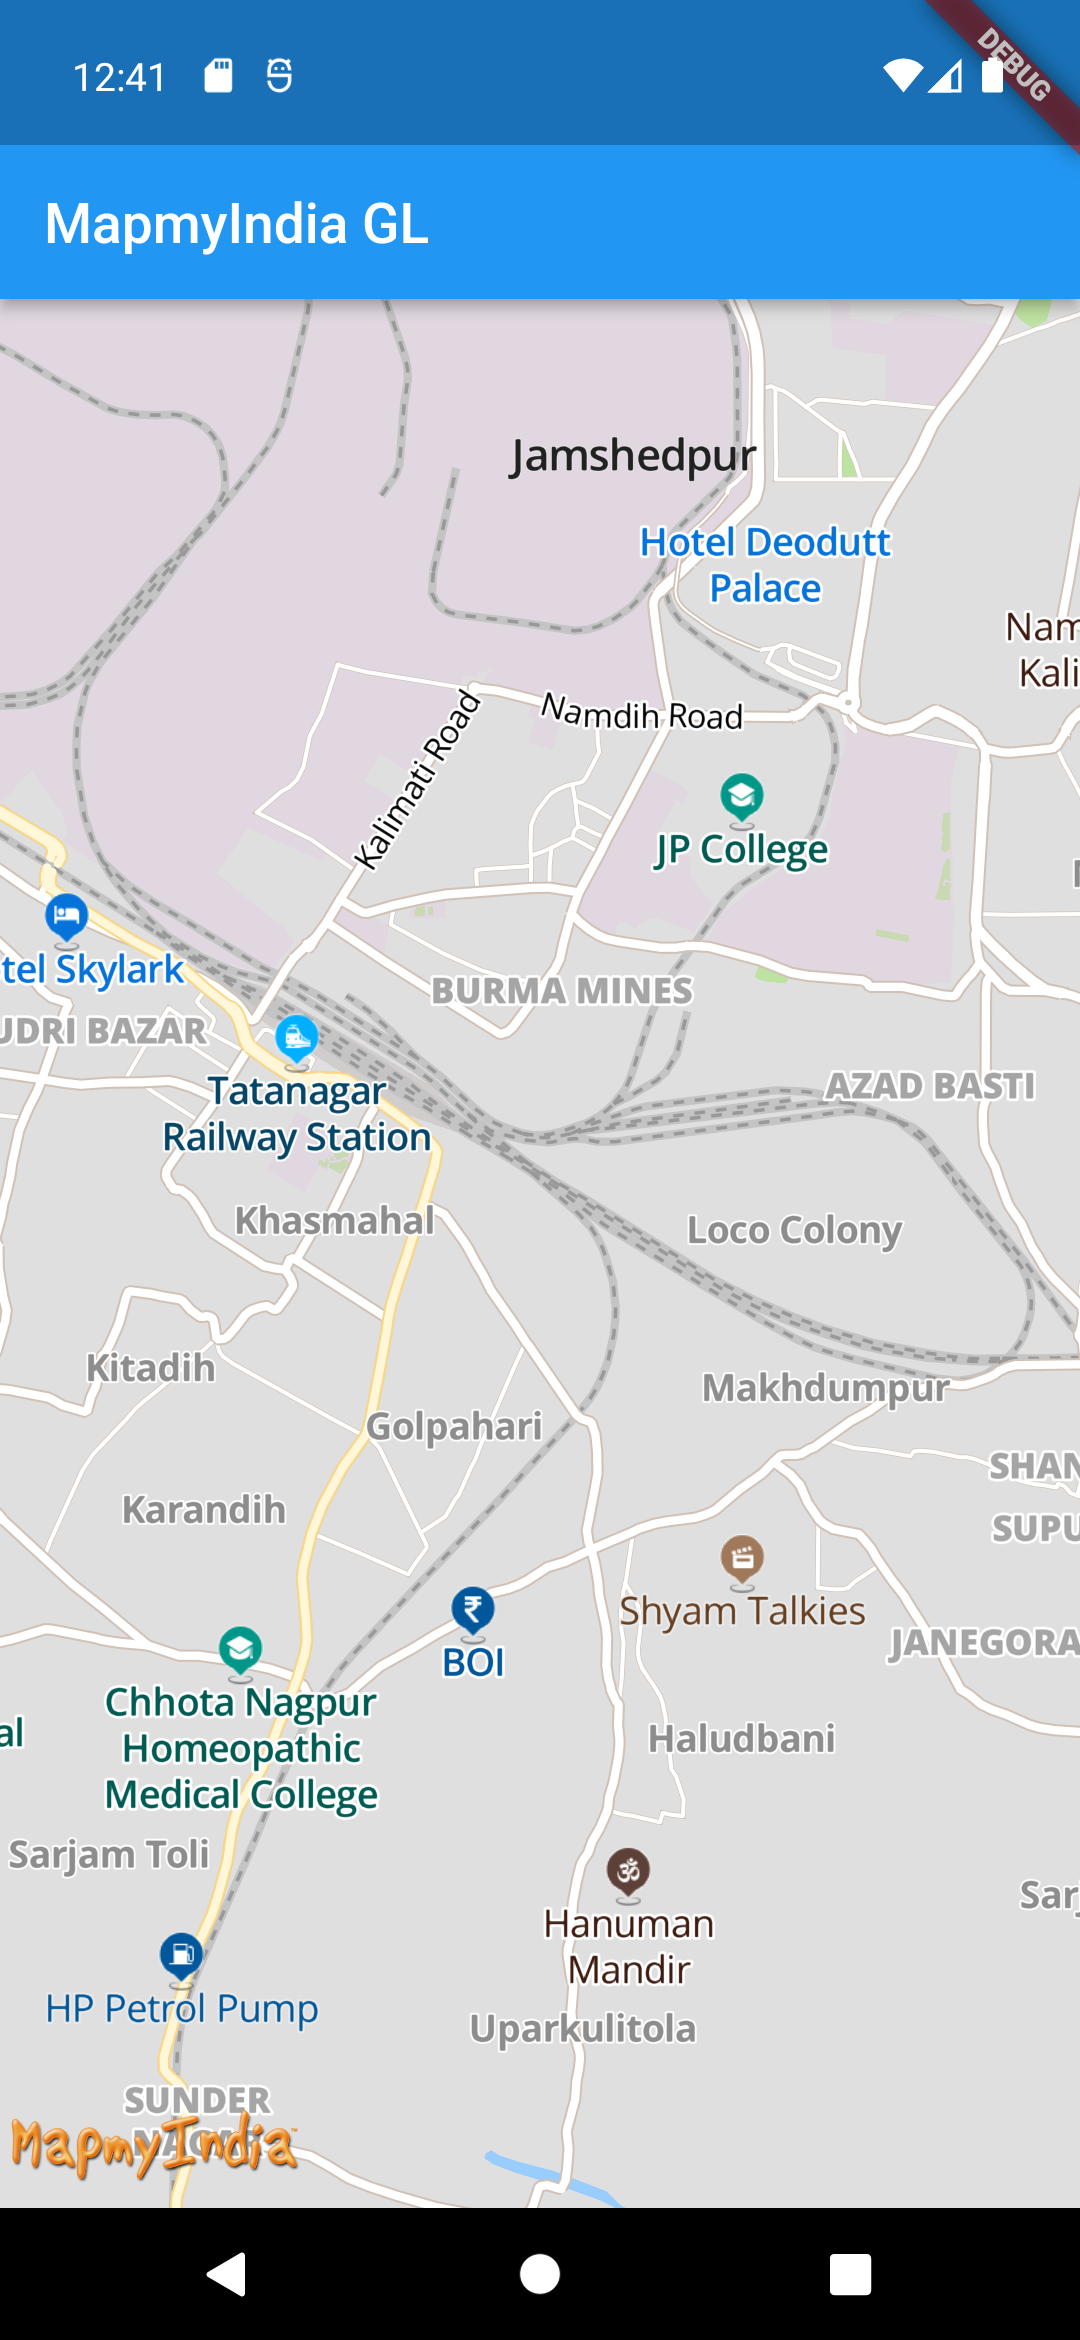 12:41
DEBUG
MapmyIndia GL
Jamshedpur
Hotel Deodutt
Palace
Nam
Kali
Kalimati Road
Namdih Road
JP College
tel Skylark
BURMA MINES
UDRI BAZAR
Tatanagar
Railway Station
AZAD BASTI
Khasmahal
Loco Colony
Kitadih
Makhdumpur
Golpahari
SHAN
Karandih
SUPU
Shyam Talkies
BOI
JANEGORA
Chhota Nagpur
Homeopathic
Medical College
al
Haludbani
Sarjam Toli
Sarj
Hanuman
Mandir
HP Petrol Pump
Uparkulitola
SUNDER
NAGAR
MapmyIndia